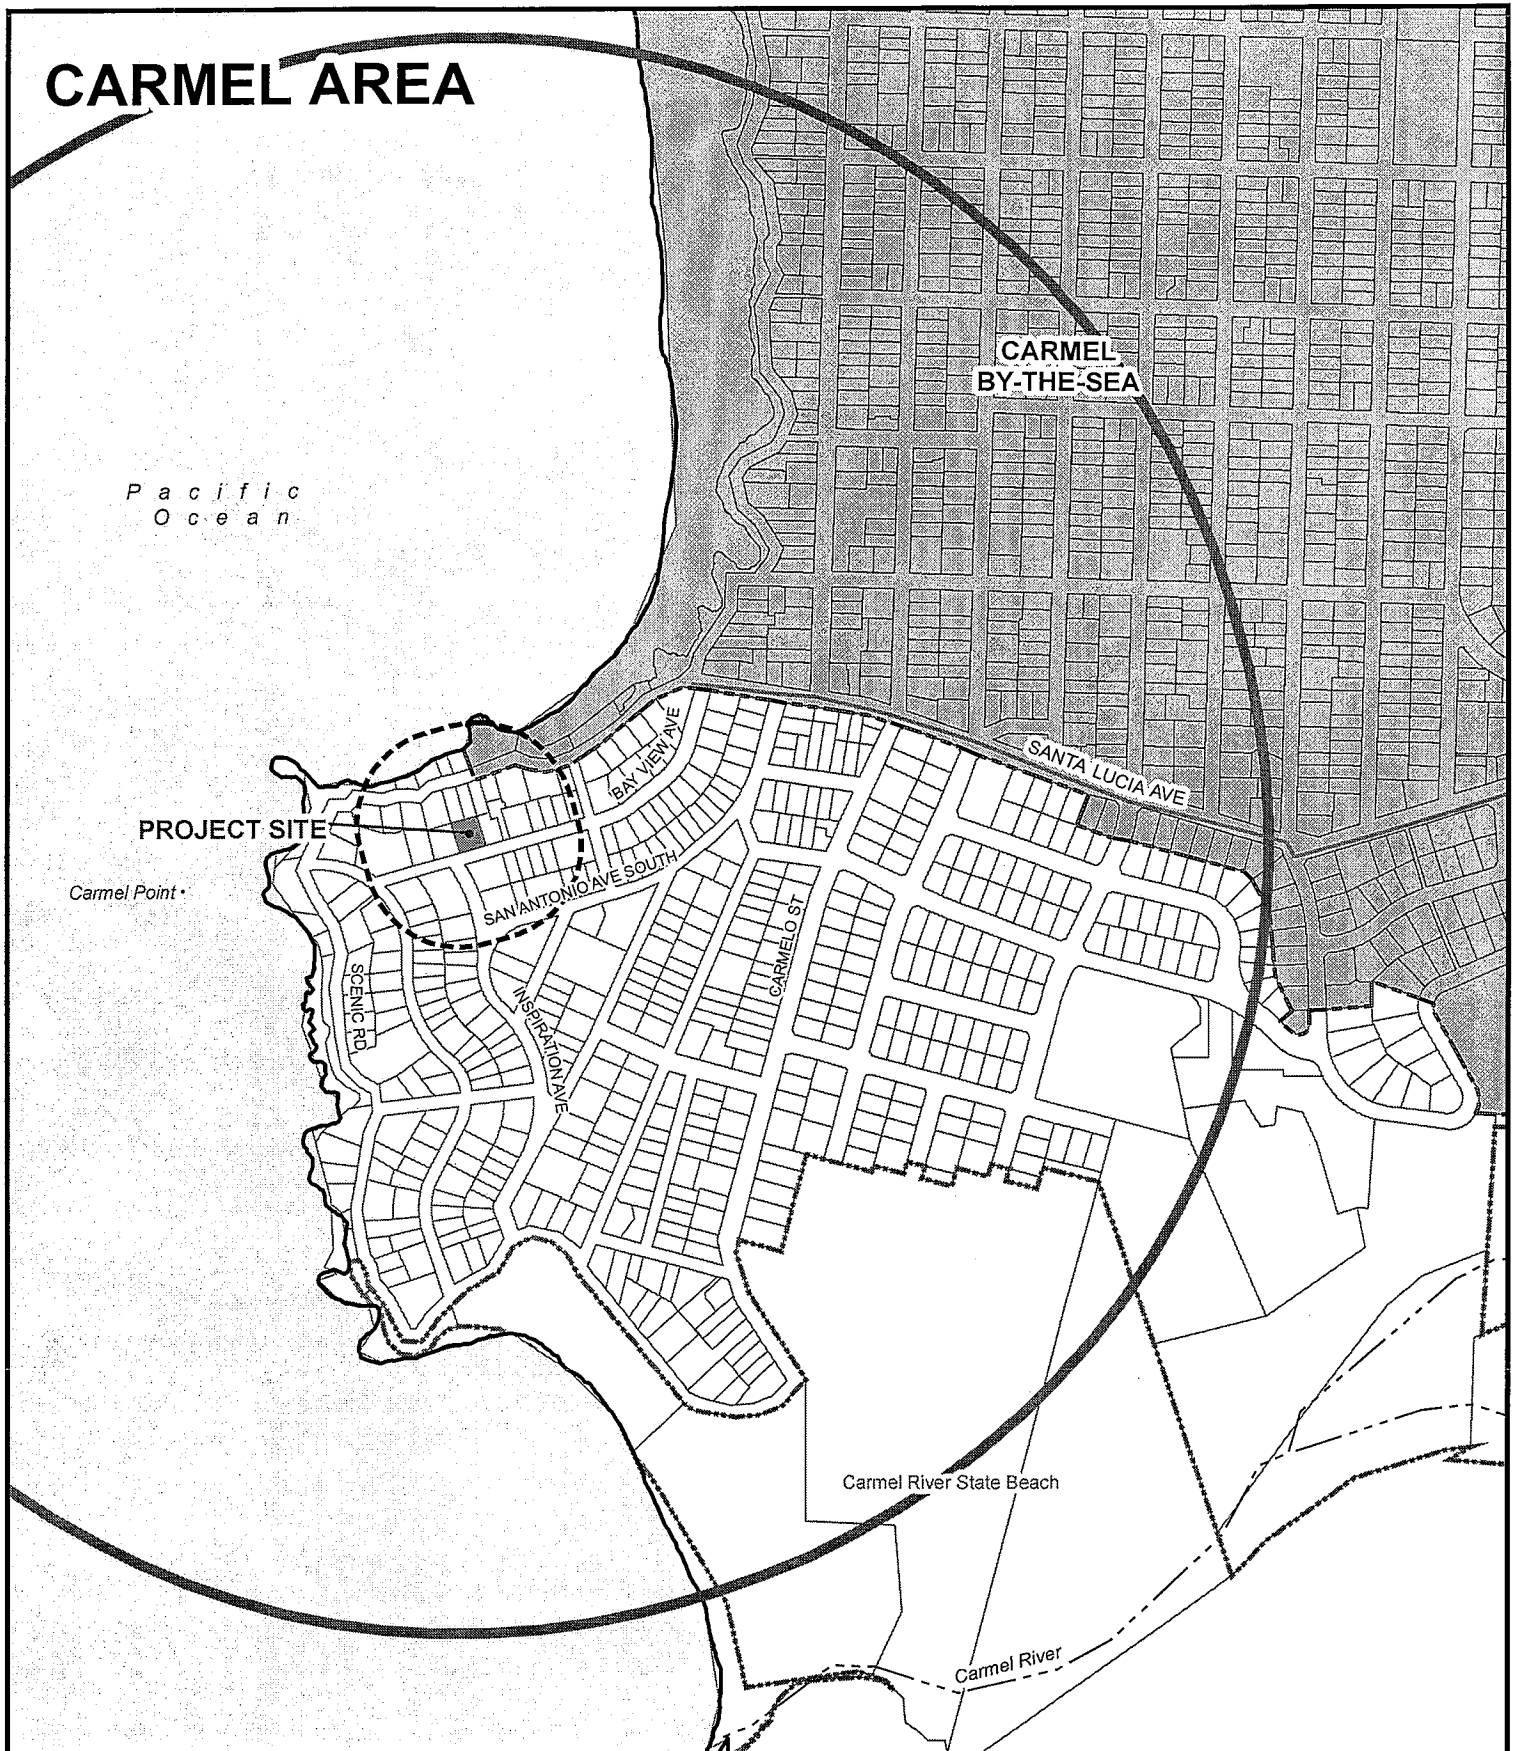 CARMEL AREA
CARMEL
BY-THE-SEA
Pacific
Ocean
BAY VIEW AVE
SANTA LUCIA AVE
PROJECT SITE
Carmel Point
SAN ANTONIO AVE SOUTH
CARMELO ST
SCENIC RD
INSPIRATION AVE
Carmel River State Beach
Carmel River